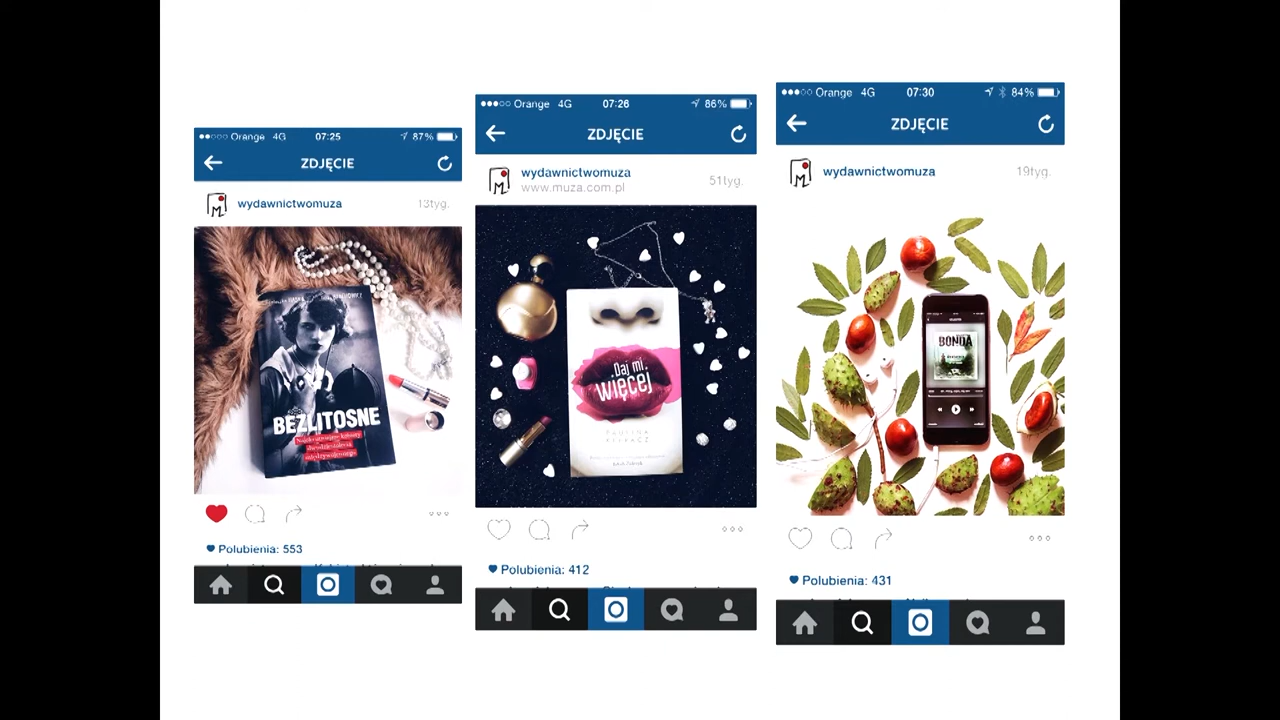 Orange 4G 07:25 87%
ZDJĘCIE
wydawnictwomuza 13tyg.
BEZLITOSNE
Polubienia: 553
Orange 4G 07:26 86%
ZDJĘCIE
wydawnictwomuza
www.muza.com.pl
51tyg.
Daj mi
więcej
PAULINA
Polubienia: 412
Orange 4G 07:30 84%
ZDJĘCIE
wydawnictwomuza 19tyg.
BONDA
Polubienia: 431